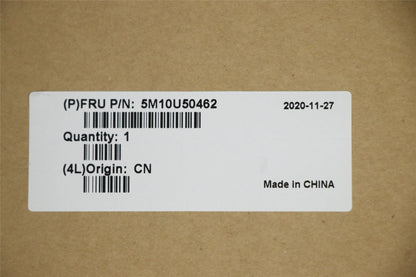 (P)FRU P/N: 5M10U50462
2020-11-27
Quantity: 1
(4L)Origin: CN
Made in CHINA